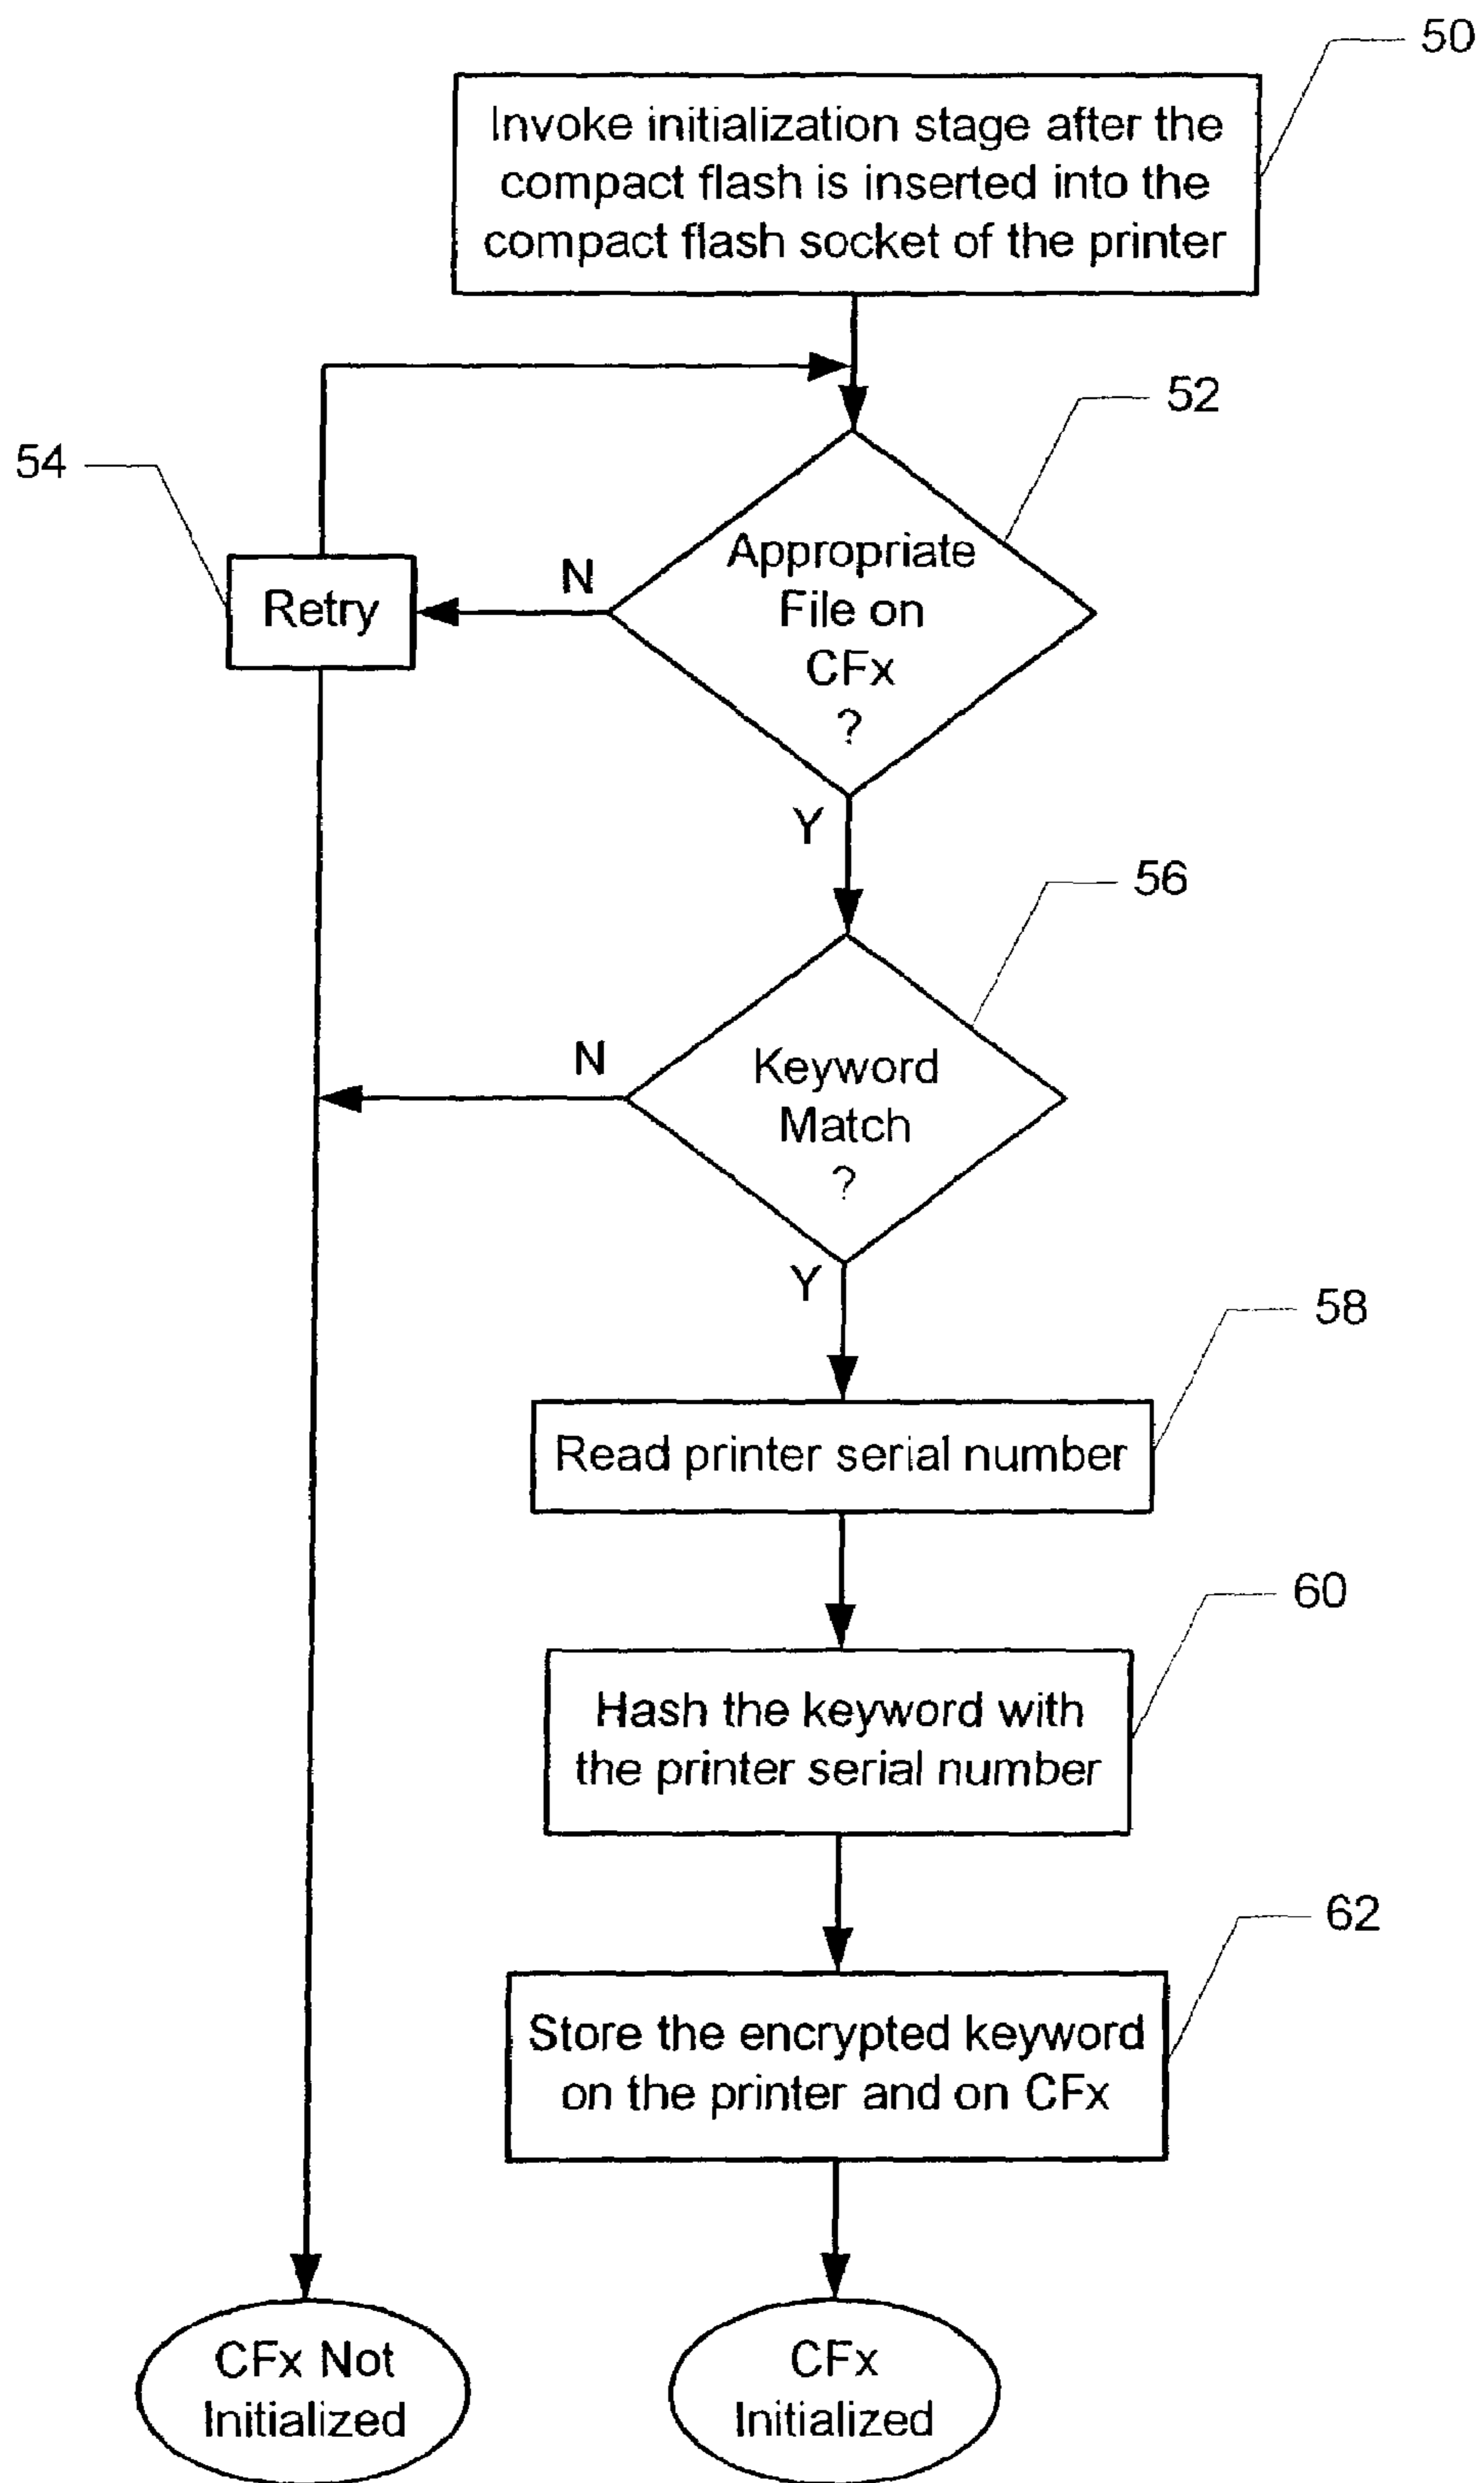 50
Invoke initialization stage after the
compact flash is inserted into the
compact flash socket of the printer
52
54
Appropriate
File on
CFx
?
N
Retry
Y
56
Keyword
Match
?
N
Y
58
Read printer serial number
60
Hash the keyword with
the printer serial number
62
Store the encrypted keyword
on the printer and on CFx
CFx Not
Initialized
CFx
Initialized